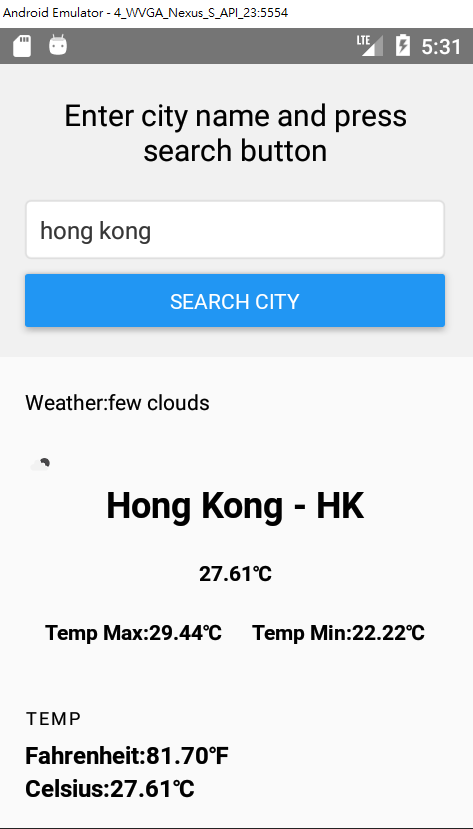 Android Emulator - 4_WVGA_Nexus_S_API_23:5554
LTE 5:31
Enter city name and press
search button
hong kong
SEARCH CITY
Weather:few clouds
Hong Kong - HK
27.61℃
Temp Max:29.44℃ Temp Min:22.22℃
TEMP
Fahrenheit:81.70℉
Celsius:27.61℃